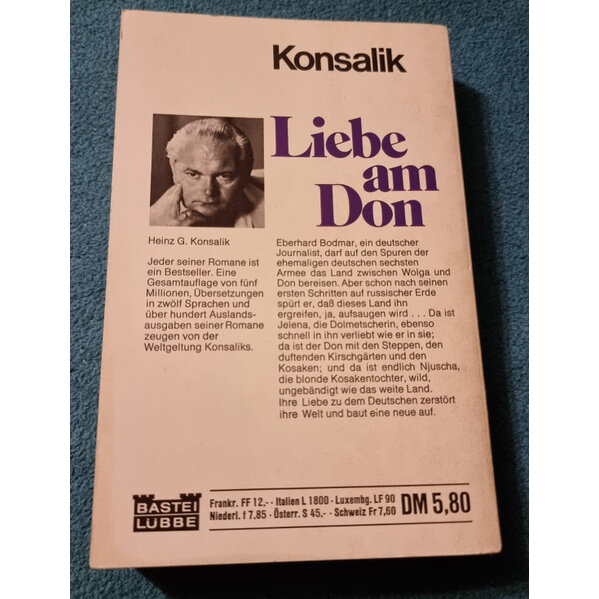 Konsalik
Liebe
am
Don
Heinz G. Konsalik
Jeder seiner Romane ist
ein Bestseller. Eine
Gesamtauflage von fünf
Millionen, Übersetzungen
in zwölf Sprachen und
über hundert Auslands-
ausgaben seiner Romane
zeugen von der
Weltgeltung Konsaliks.
Eberhard Bodmar, ein deutscher
Journalist, darf auf den Spuren der
ehemaligen deutschen sechsten
Armee das Land zwischen Wolga und
Don bereisen. Aber schon nach seinen
ersten Schritten auf russischer Erde
spürt er, daß dieses Land ihn
ergreifen, ja, aufsaugen wird . . . Da ist
Jelena, die Dolmetscherin, ebenso
schnell in ihn verliebt wie er in sie;
da ist der Don mit den Steppen, den
duftenden Kirschgärten und den
Kosaken; und da ist endlich Njuscha,
die blonde Kosakentochter, wild,
ungebändigt wie das weite Land.
Ihre Liebe zu dem Deutschen zerstört
ihre Welt und baut eine neue auf.
BASTEI
LÜBBE
Frankr. FF 12,- · Italien L 1800 · Luxembg. LF 90
Niederl. f 7,85 · Österr. S 45,- · Schweiz Fr 7,60
DM 5,80